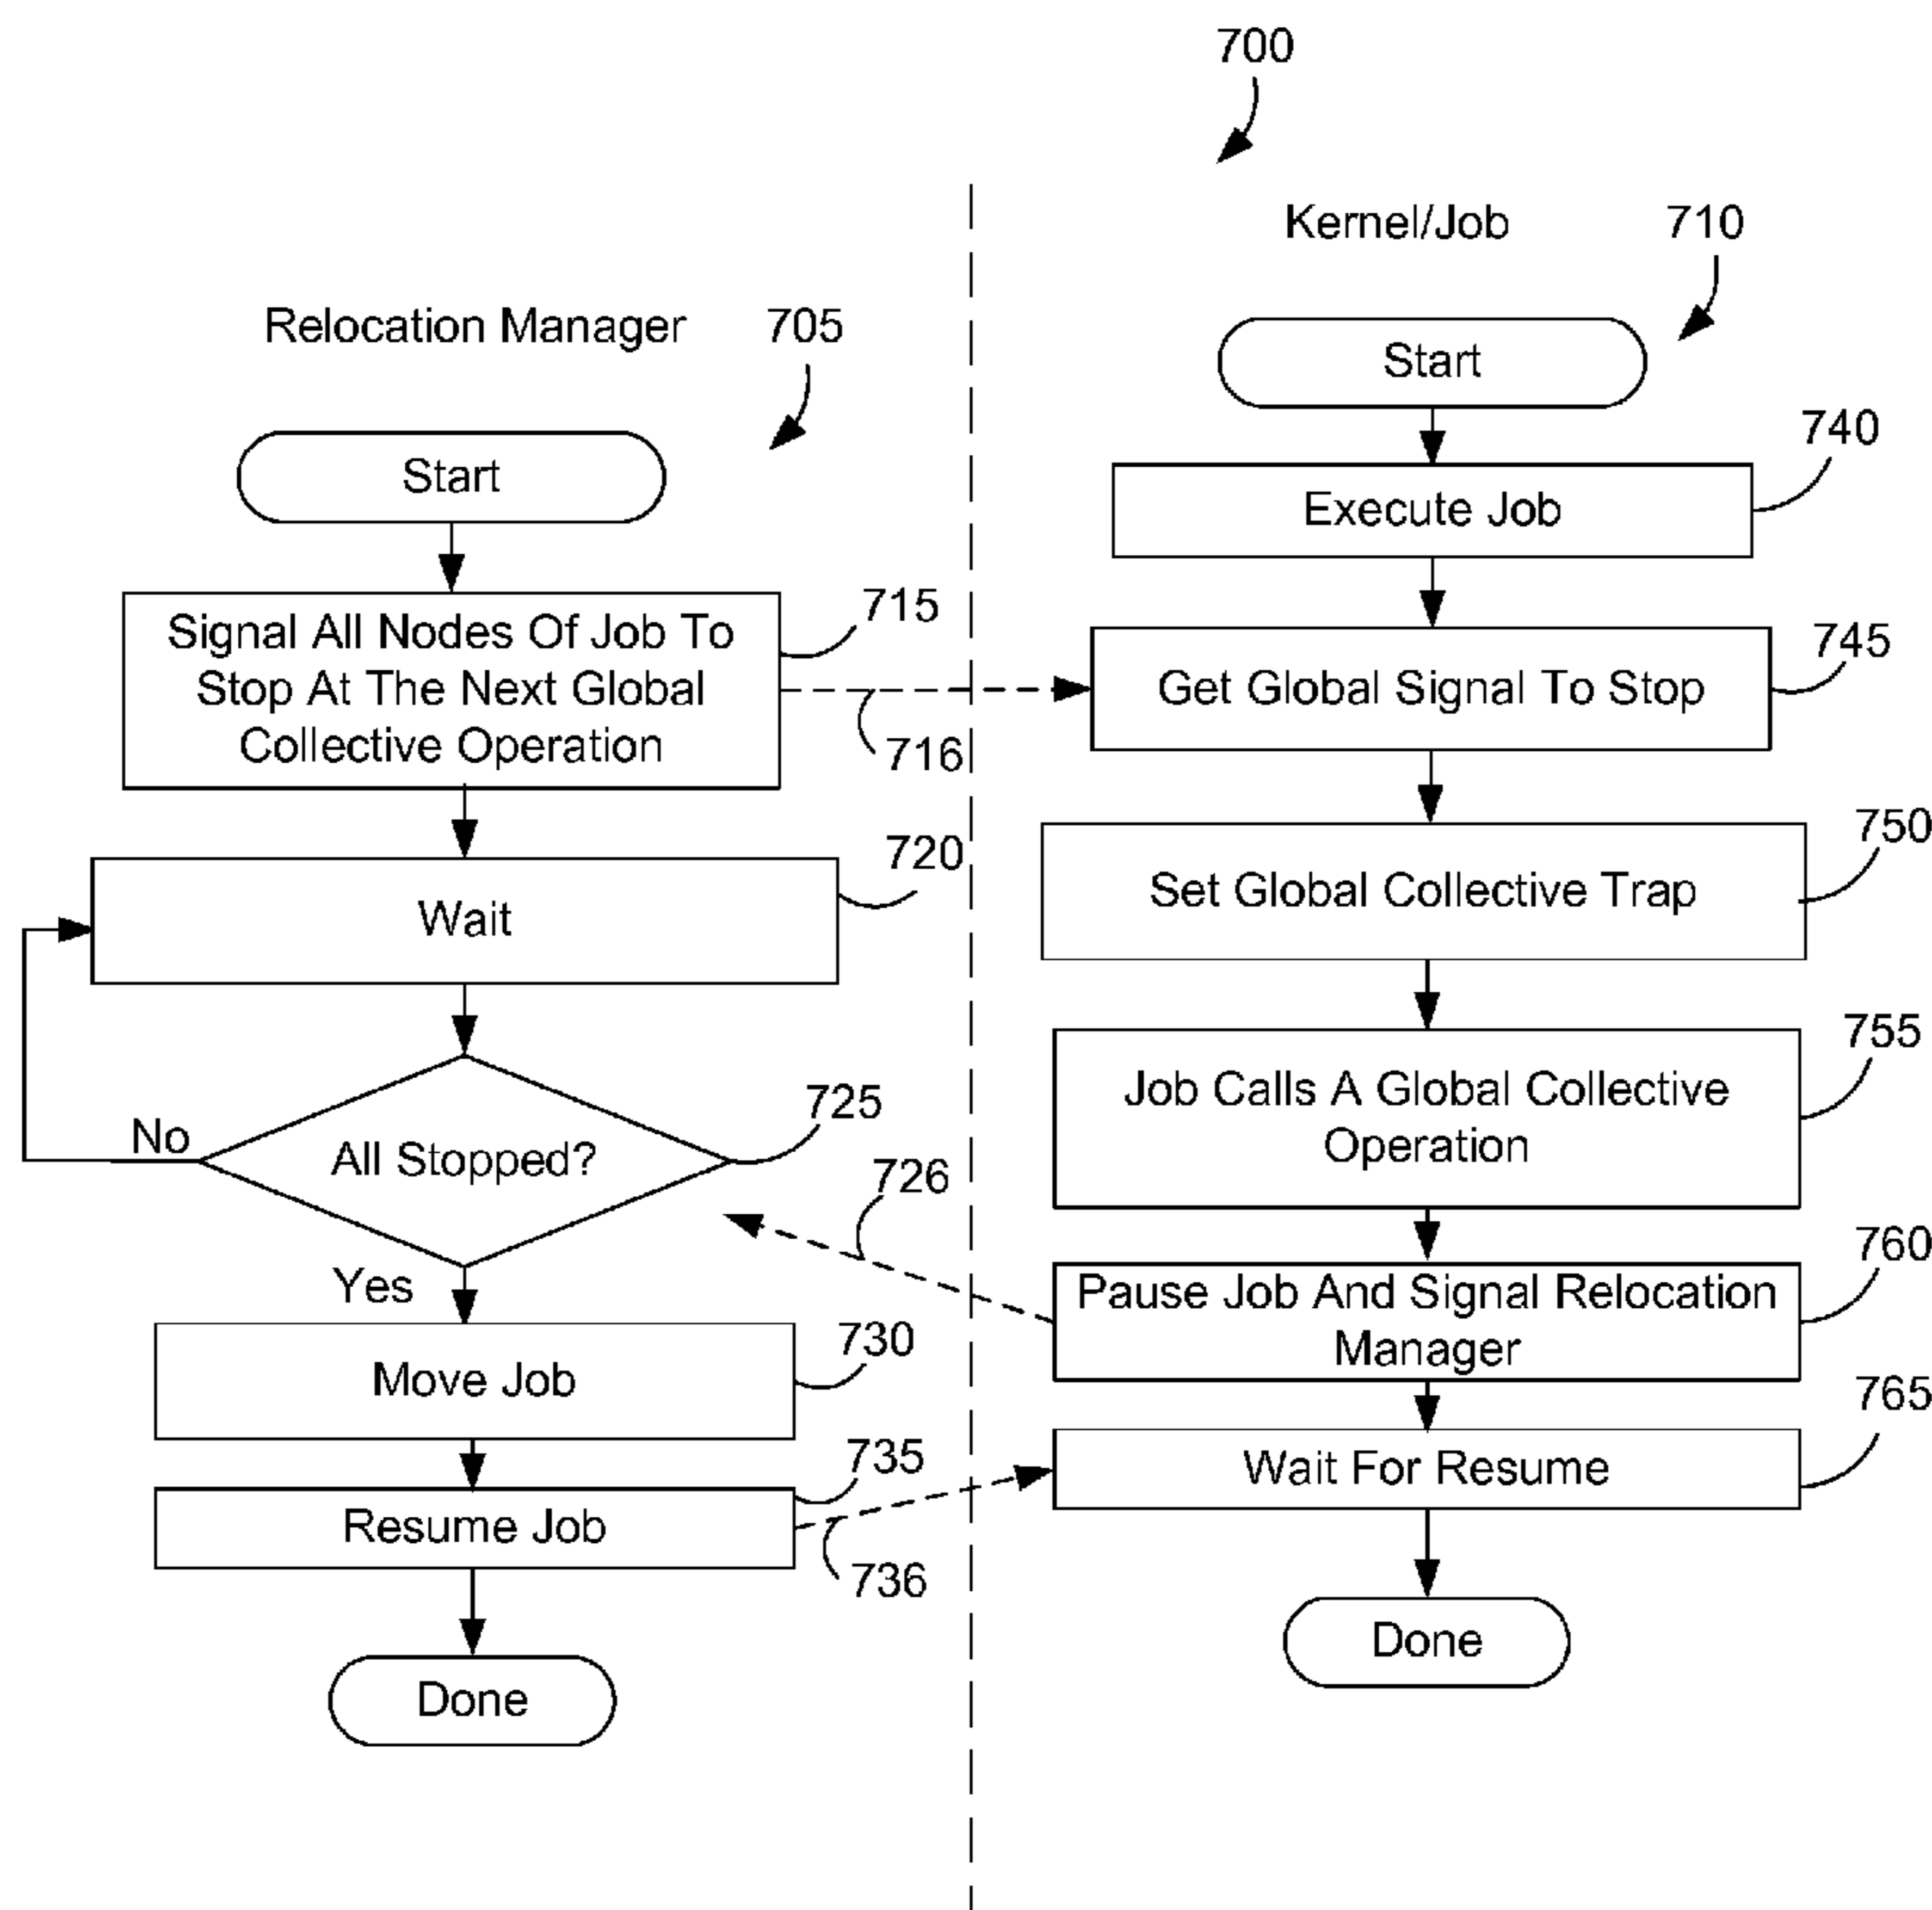 700
Kernel/Job
710
Relocation Manager
705
Start
Start
740
Execute Job
Signal All Nodes Of Job To
Stop At The Next Global
Collective Operation
715
716
745
Get Global Signal To Stop
720
Wait
750
Set Global Collective Trap
755
Job Calls A Global Collective
Operation
725
No
All Stopped?
726
Yes
760
Pause Job And Signal Relocation
Manager
730
Move Job
765
Wait For Resume
735
Resume Job
736
Done
Done